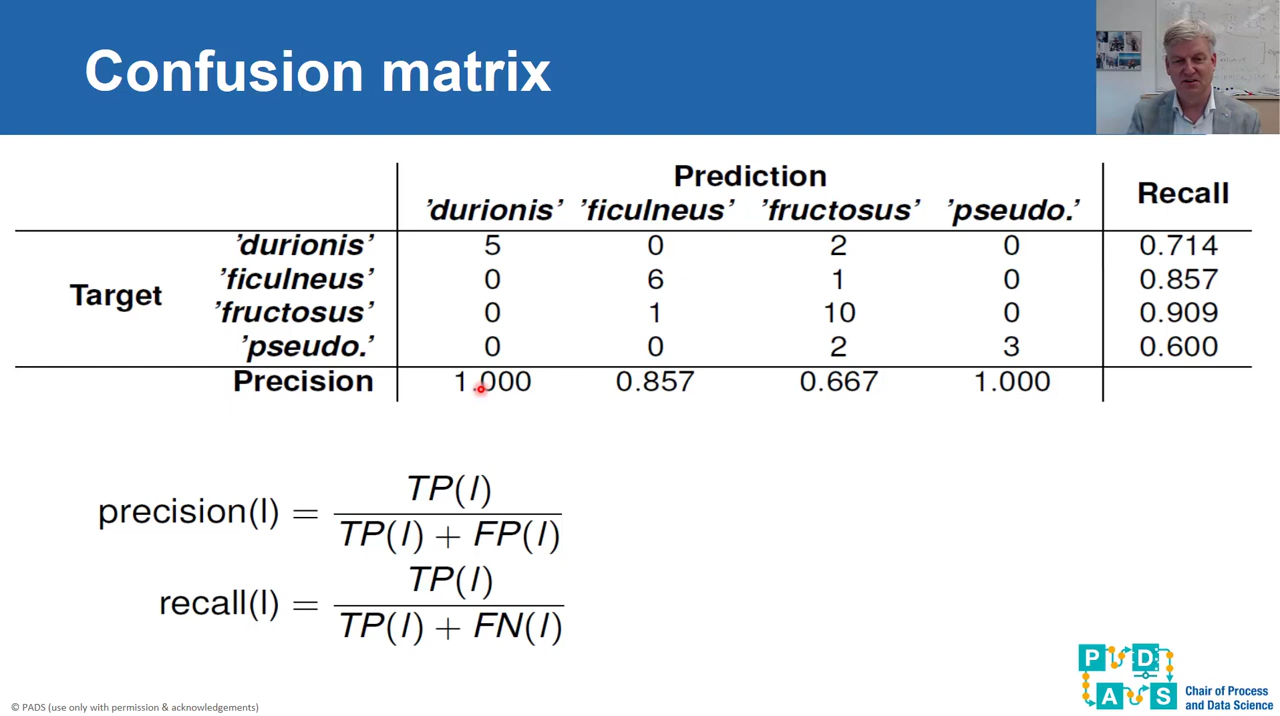 Confusion matrix
Prediction
'durionis' 'ficulneus' 'fructosus' 'pseudo.' Recall
'durionis' 5 0 2 0 0.714
'ficulneus' 0 6 1 0 0.857
Target
'fructosus' 0 1 10 0 0.909
'pseudo.' 0 0 2 3 0.600
Precision 1.000 0.857 0.667 1.000
precision(l) = TP(l) / TP(l) + FP(l)
recall(l) = TP(l) / TP(l) + FN(l)
P D
A S
Chair of Process
and Data Science
© PADS (use only with permission & acknowledgements)